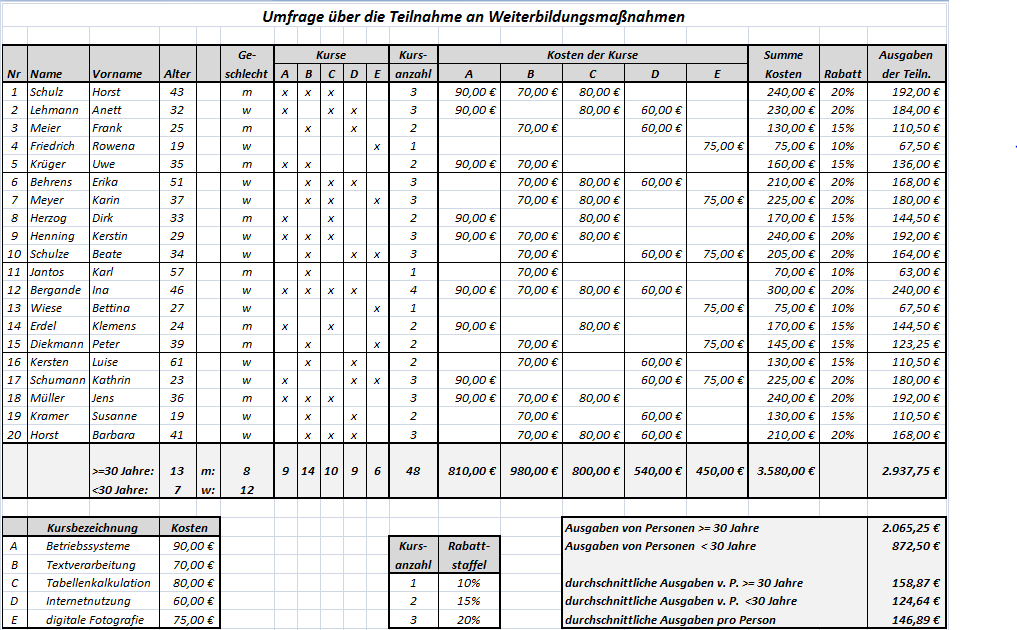 Umfrage über die Teilnahme an Weiterbildungsmaßnahmen
Ge- Kurse Kurs- Kosten der Kurse Summe Ausgaben
Nr Name Vorname Alter schlecht A B C D E anzahl A B C D E Kosten Rabatt der Teiln.
1 Schulz Horst 43 m x x x 3 90,00 € 70,00 € 80,00 € 240,00 € 20% 192,00 €
2 Lehmann Anett 32 w x x x 3 90,00 € 80,00 € 60,00 € 230,00 € 20% 184,00 €
3 Meier Frank 25 m x x 2 70,00 € 60,00 € 130,00 € 15% 110,50 €
4 Friedrich Rowena 19 w x 1 75,00 € 75,00 € 10% 67,50 €
5 Krüger Uwe 35 m x x 2 90,00 € 70,00 € 160,00 € 15% 136,00 €
6 Behrens Erika 51 w x x x 3 70,00 € 80,00 € 60,00 € 210,00 € 20% 168,00 €
7 Meyer Karin 37 w x x x 3 70,00 € 80,00 € 75,00 € 225,00 € 20% 180,00 €
8 Herzog Dirk 33 m x x 2 90,00 € 80,00 € 170,00 € 15% 144,50 €
9 Henning Kerstin 29 w x x x 3 90,00 € 70,00 € 80,00 € 240,00 € 20% 192,00 €
10 Schulze Beate 34 w x x x 3 70,00 € 60,00 € 75,00 € 205,00 € 20% 164,00 €
11 Jantos Karl 57 m x 1 70,00 € 70,00 € 10% 63,00 €
12 Bergande Ina 46 w x x x x 4 90,00 € 70,00 € 80,00 € 60,00 € 300,00 € 20% 240,00 €
13 Wiese Bettina 27 w x 1 75,00 € 75,00 € 10% 67,50 €
14 Erdel Klemens 24 m x x 2 90,00 € 80,00 € 170,00 € 15% 144,50 €
15 Diekmann Peter 39 m x x 2 70,00 € 75,00 € 145,00 € 15% 123,25 €
16 Kersten Luise 61 w x x 2 70,00 € 60,00 € 130,00 € 15% 110,50 €
17 Schumann Kathrin 23 w x x x 3 90,00 € 60,00 € 75,00 € 225,00 € 20% 180,00 €
18 Müller Jens 36 m x x x 3 90,00 € 70,00 € 80,00 € 240,00 € 20% 192,00 €
19 Kramer Susanne 19 w x x 2 70,00 € 60,00 € 130,00 € 15% 110,50 €
20 Horst Barbara 41 w x x x 3 70,00 € 80,00 € 60,00 € 210,00 € 20% 168,00 €
>=30 Jahre: 13 m: 8 9 14 10 9 6 48 810,00 € 980,00 € 800,00 € 540,00 € 450,00 € 3.580,00 € 2.937,75 €
<30 Jahre: 7 w: 12
Kursbezeichnung Kosten
A Betriebssysteme 90,00 €
B Textverarbeitung 70,00 €
C Tabellenkalkulation 80,00 €
D Internetnutzung 60,00 €
E digitale Fotografie 75,00 €
Kurs- Rabatt-
anzahl staffel
1 10%
2 15%
3 20%
Ausgaben von Personen >= 30 Jahre 2.065,25 €
Ausgaben von Personen < 30 Jahre 872,50 €
durchschnittliche Ausgaben v. P. >= 30 Jahre 158,87 €
durchschnittliche Ausgaben v. P. <30 Jahre 124,64 €
durchschnittliche Ausgaben pro Person 146,89 €